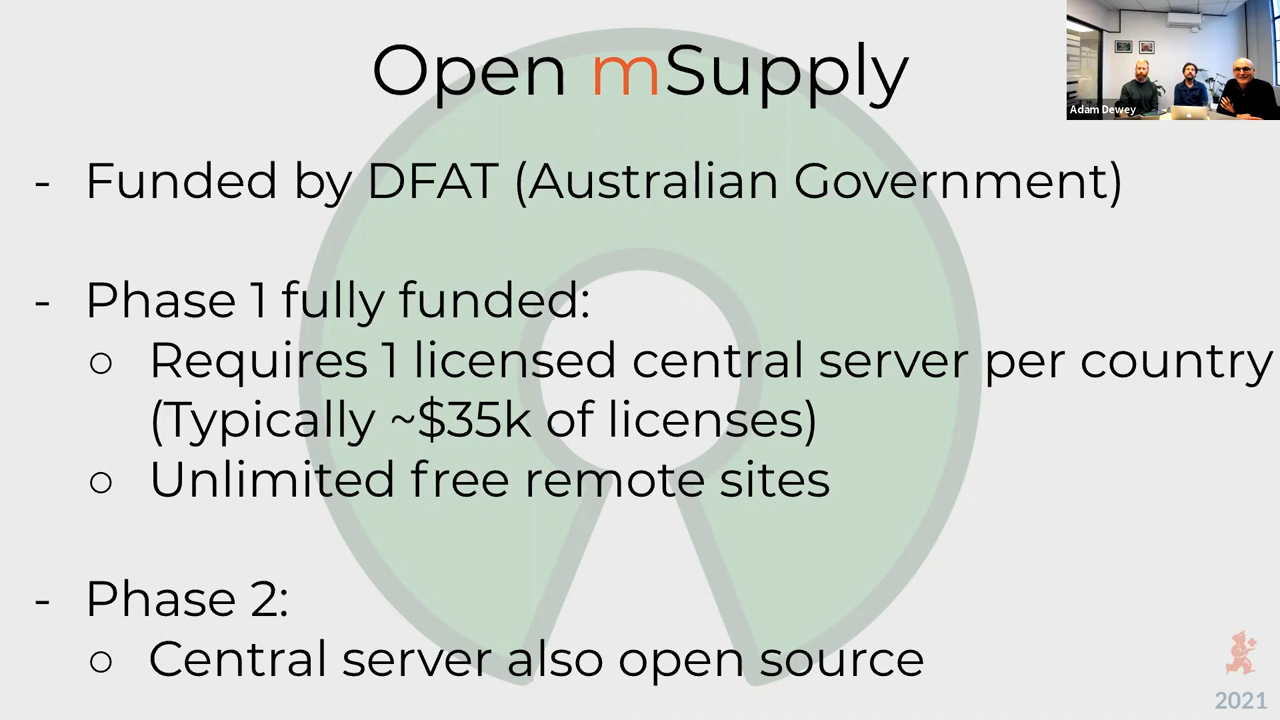 Open mSupply
Adam Dewey
- Funded by DFAT (Australian Government)
- Phase 1 fully funded:
○ Requires 1 licensed central server per country
(Typically ~$35k of licenses)
○ Unlimited free remote sites
- Phase 2:
○ Central server also open source
2021